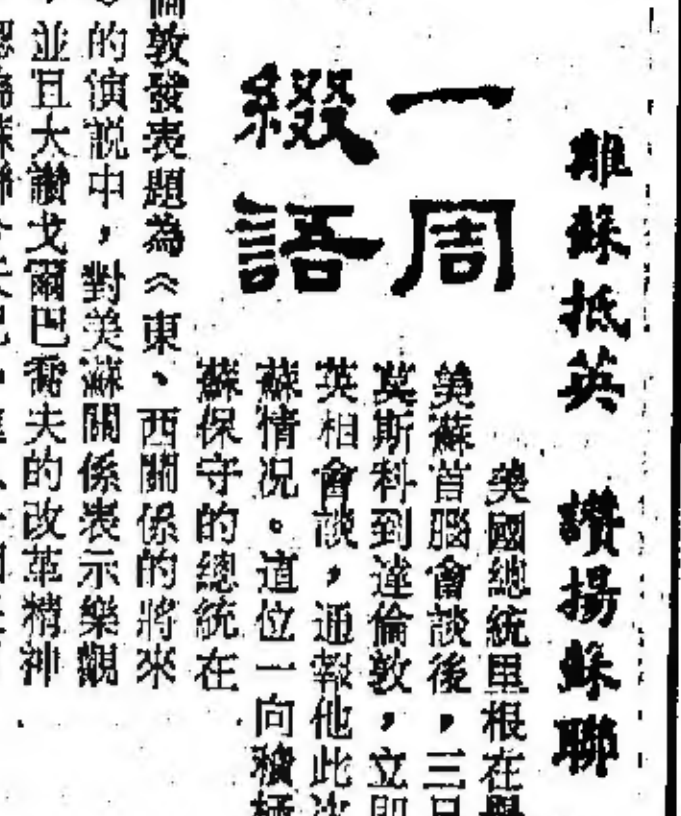 離蘇抵英 讚揚蘇聯
一周
綴語
美國總統里根在舉
美蘇首腦會談後，三日
莫斯科到達倫敦，立即
英相會談，通報他此次
蘇情况。這位一向積極
蘇保守的總統在
倫敦發表題為《東、西關係的將來
》的演説中，對美蘇關係表示樂觀
，並且大讚戈爾巴喬夫的改革精神